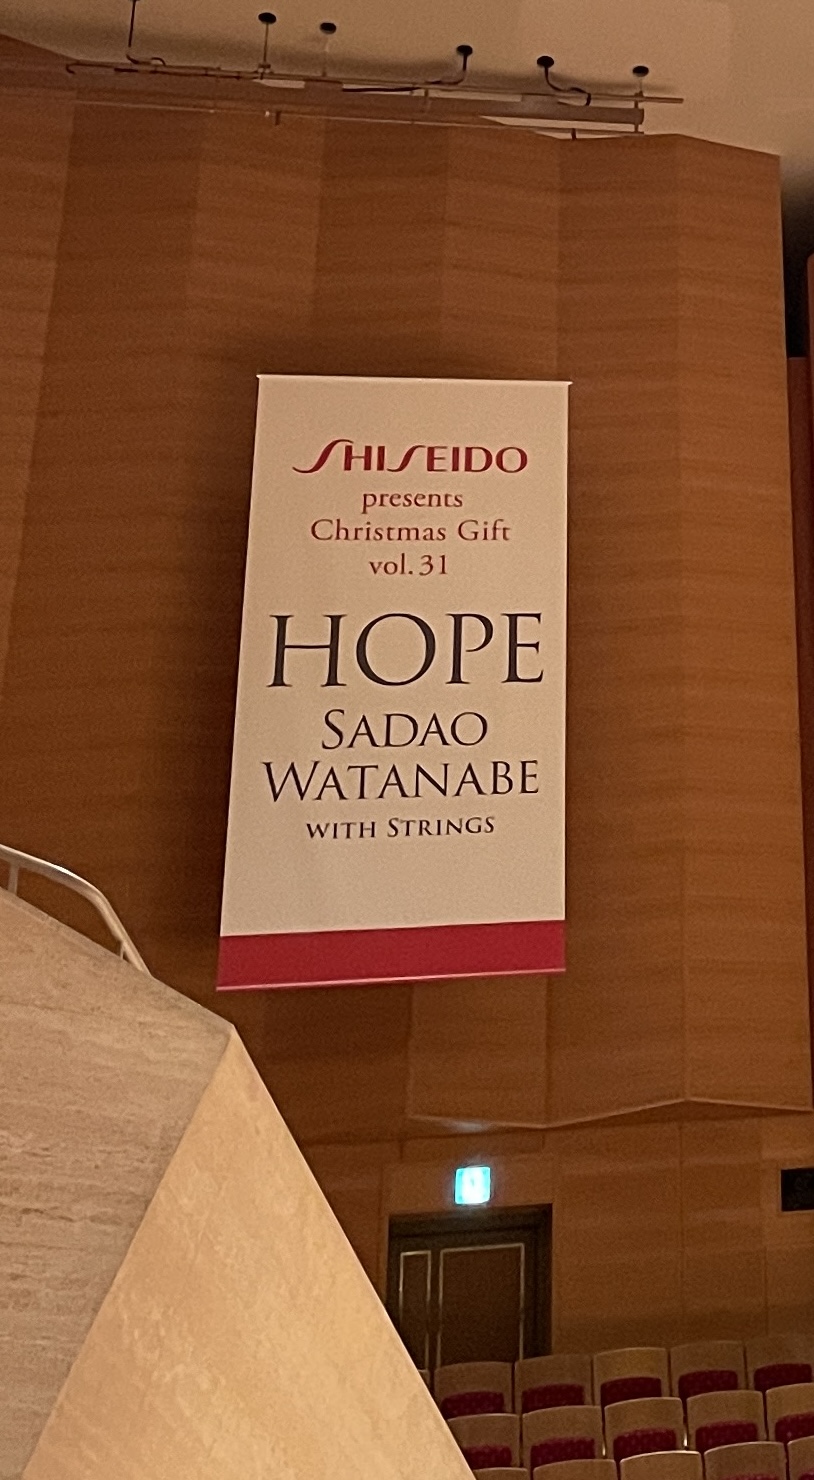 SHISEIDO
presents
Christmas Gift
vol. 31
HOPE
SADAO
WATANABE
WITH STRINGS